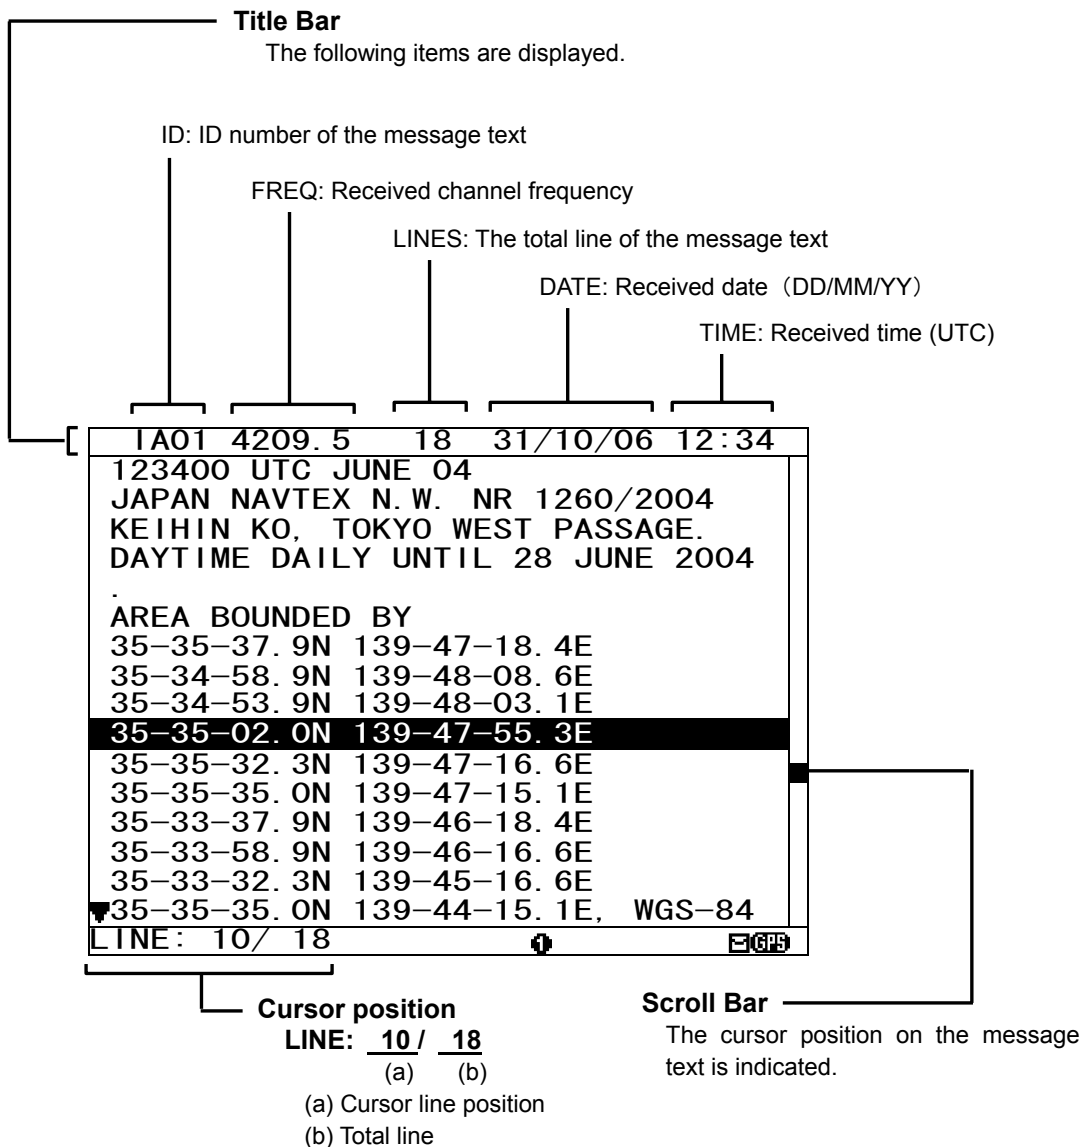 Title Bar
The following items are displayed.
ID: ID number of the message text
FREQ: Received channel frequency
LINES: The total line of the message text
DATE: Received date (DD/MM/YY)
TIME: Received time (UTC)
IA01 4209.5 18 31/10/06 12:34
123400 UTC JUNE 04
JAPAN NAVTEX N.W. NR 1260/2004
KEIHIN KO, TOKYO WEST PASSAGE.
DAYTIME DAILY UNTIL 28 JUNE 2004
.
AREA BOUNDED BY
35-35-37.9N 139-47-18.4E
35-34-58.9N 139-48-08.6E
35-34-53.9N 139-48-03.1E
35-35-02.0N 139-47-55.3E
35-35-32.3N 139-47-16.6E
35-35-35.0N 139-47-15.1E
35-33-37.9N 139-46-18.4E
35-33-58.9N 139-46-16.6E
35-33-32.3N 139-45-16.6E
35-35-35.0N 139-44-15.1E, WGS-84
LINE: 10/ 18 1 GPS
Cursor position
LINE: 10 / 18
(a) (b)
(a) Cursor line position
(b) Total line
Scroll Bar
The cursor position on the message
text is indicated.